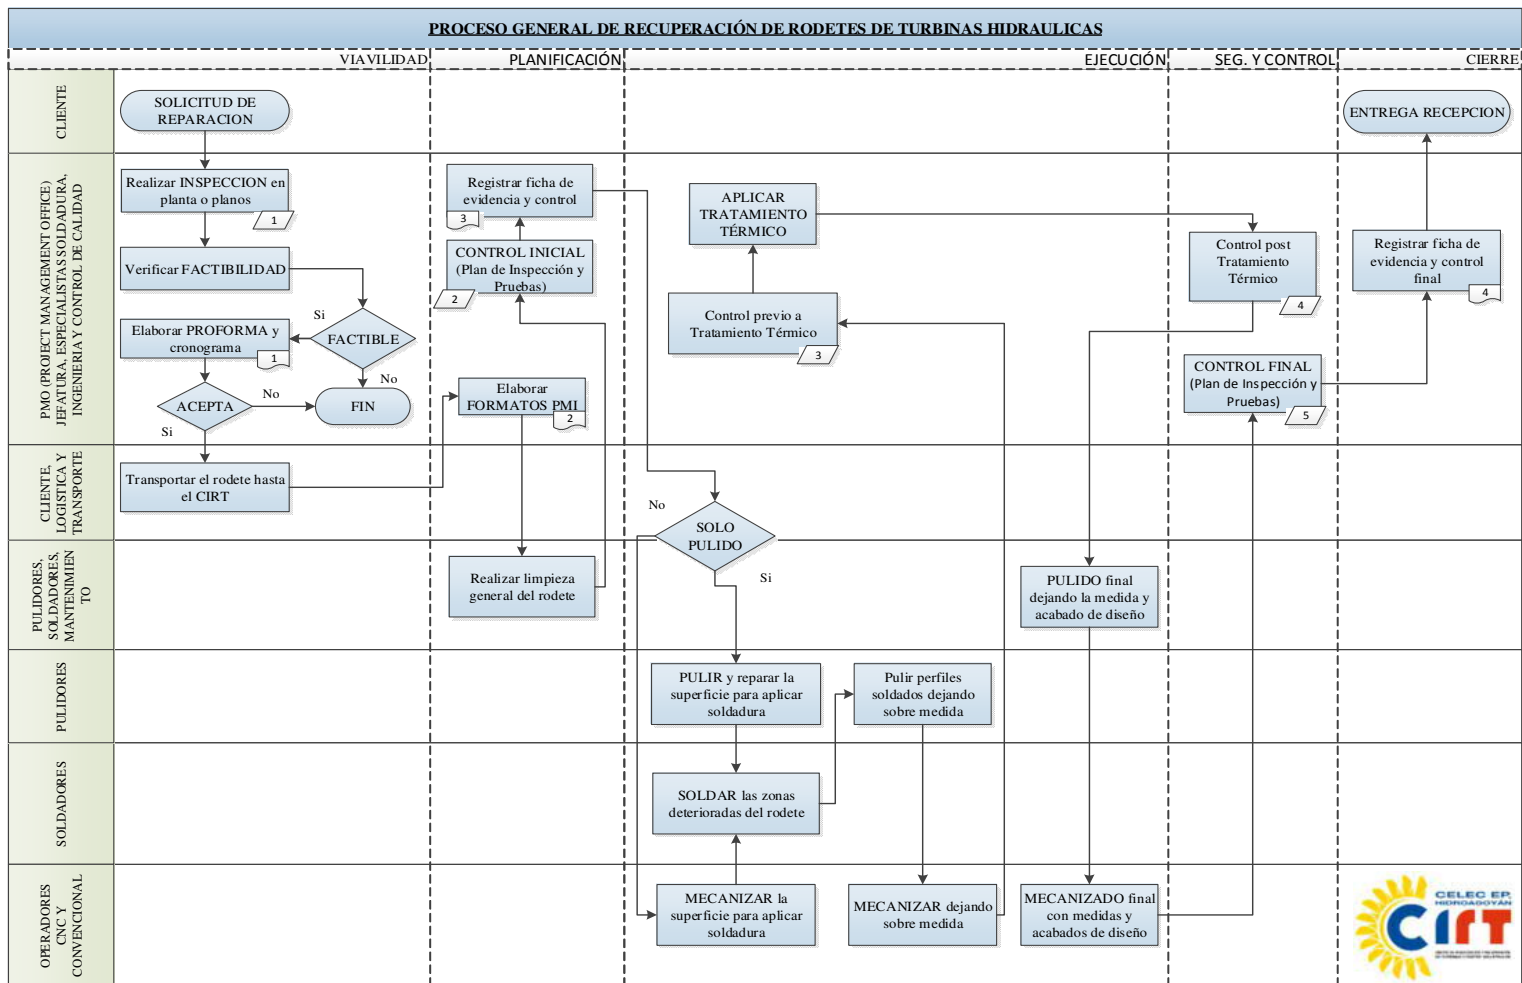 PROCESO GENERAL DE RECUPERACIÓN DE RODETES DE TURBINAS HIDRAULICAS
VIAVILIDAD
PLANIFICACIÓN
EJECUCIÓN
SEG. Y CONTROL
CIERRE
CLIENTE
SOLICITUD DE
REPARACION
ENTREGA RECEPCION
PMO (PROJECT MANAGEMENT OFFICE)
JEFATURA, ESPECIALISTAS SOLDADURA,
INGENIERIA Y CONTROL DE CALIDAD
Realizar INSPECCION en
planta o planos
1
Verificar FACTIBILIDAD
Si
FACTIBLE
No
Elaborar PROFORMA y
cronograma
1
ACEPTA
No
Si
FIN
Registrar ficha de
evidencia y control
3
CONTROL INICIAL
(Plan de Inspección y
Pruebas)
2
Elaborar
FORMATOS PMI
2
APLICAR
TRATAMIENTO
TÉRMICO
Control previo a
Tratamiento Térmico
3
Control post
Tratamiento
Térmico
4
CONTROL FINAL
(Plan de Inspección y
Pruebas)
5
Registrar ficha de
evidencia y control
final
4
CLIENTE,
LOGISTICA Y
TRANSPORTE
Transportar el rodete hasta
el CIRT
No
SOLO
PULIDO
Si
PULIDORES,
SOLDADORES,
MANTENIMIEN
TO
Realizar limpieza
general del rodete
PULIDO final
dejando la medida y
acabado de diseño
PULIDORES
PULIR y reparar la
superficie para aplicar
soldadura
Pulir perfiles
soldados dejando
sobre medida
SOLDADORES
SOLDAR las zonas
deterioradas del rodete
OPERADORES
CNC Y
CONVENCIONAL
MECANIZAR la
superficie para aplicar
soldadura
MECANIZAR dejando
sobre medida
MECANIZADO final
con medidas y
acabados de diseño
CELEC EP.
HIDROAGOYÁN
CIRT